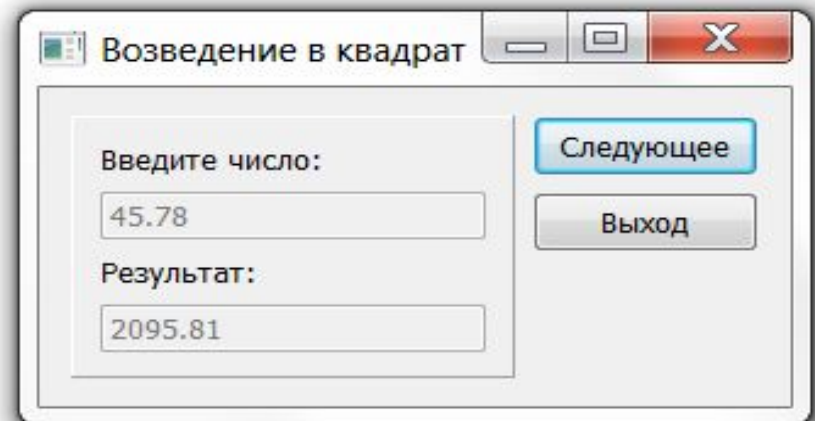 Возведение в квадрат
Введите число:
45.78
Результат:
2095.81
Следующее
Выход